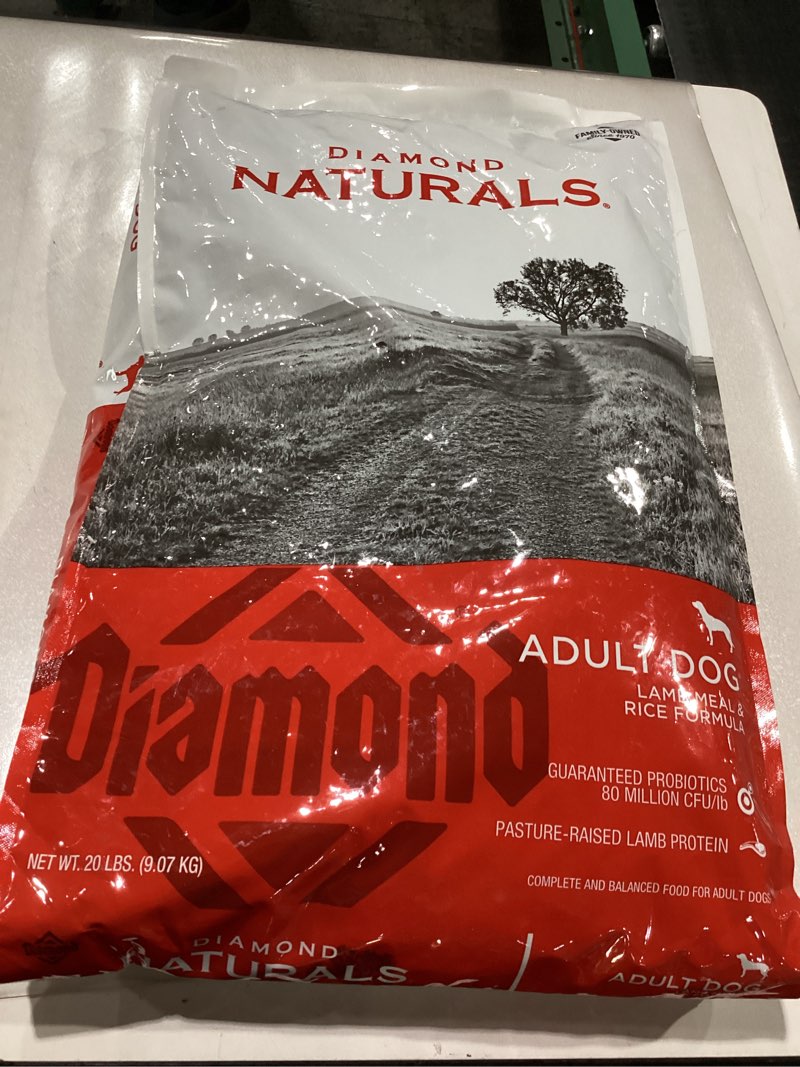 FAMILY-OWNED
Since 1970
DIAMOND
NATURALS®
Diamond
ADULT DOG
LAMB MEAL &
RICE FORMULA
GUARANTEED PROBIOTICS
80 MILLION CFU/lb
PASTURE-RAISED LAMB PROTEIN
NET WT. 20 LBS. (9.07 KG)
COMPLETE AND BALANCED FOOD FOR ADULT DOGS
DIAMOND
NATURALS
ADULT DOG